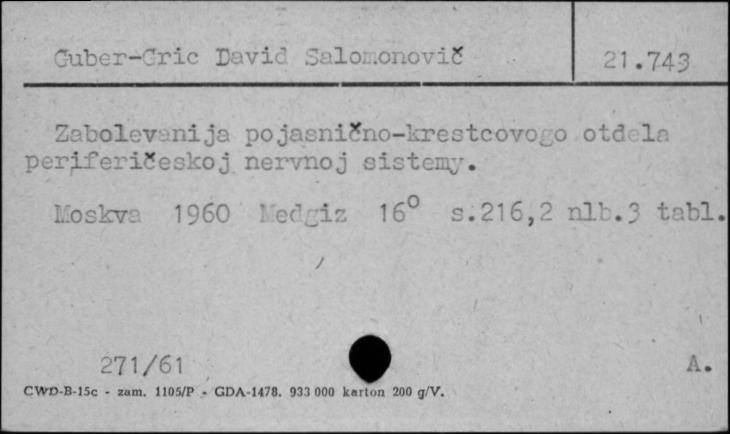 Guber-Gric David Salomonovič
21.743
Zabolevanija pojasnično-krestcovogo otdela
periferičeskoj nervnoj sistemy.
Moskva 1960 Medgiz 16° s.216,2 nlb.3 tabl.
271/61
A.
CWD-B-15c - zam. 1105/P - GDA-1478. 933 000 karton 200 g/V.